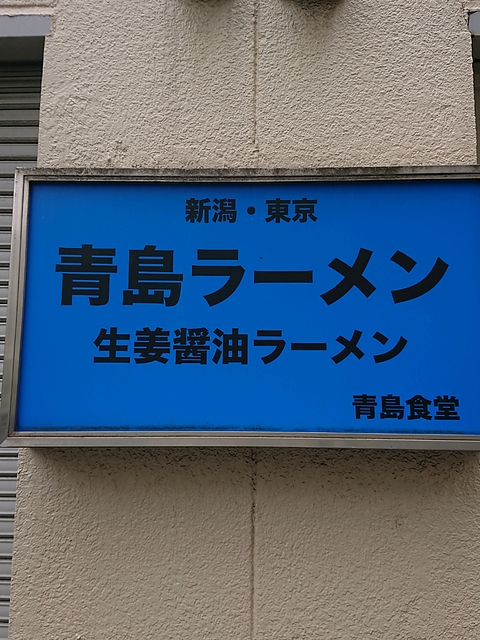 新潟・東京
青島ラーメン
生姜醤油ラーメン
青島食堂